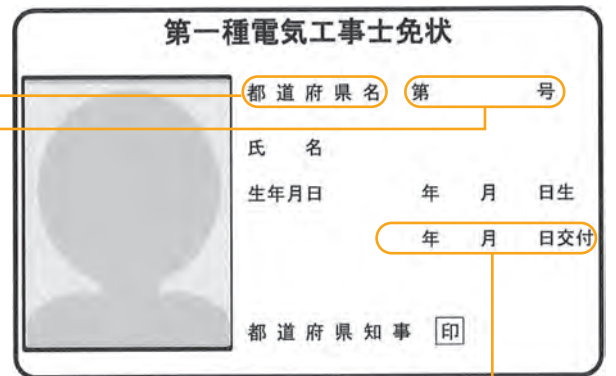 第一種電気工事士免状
都道府県名 第 号
氏 名
生年月日 年 月 日生
年 月 日交付
都道府県知事 印